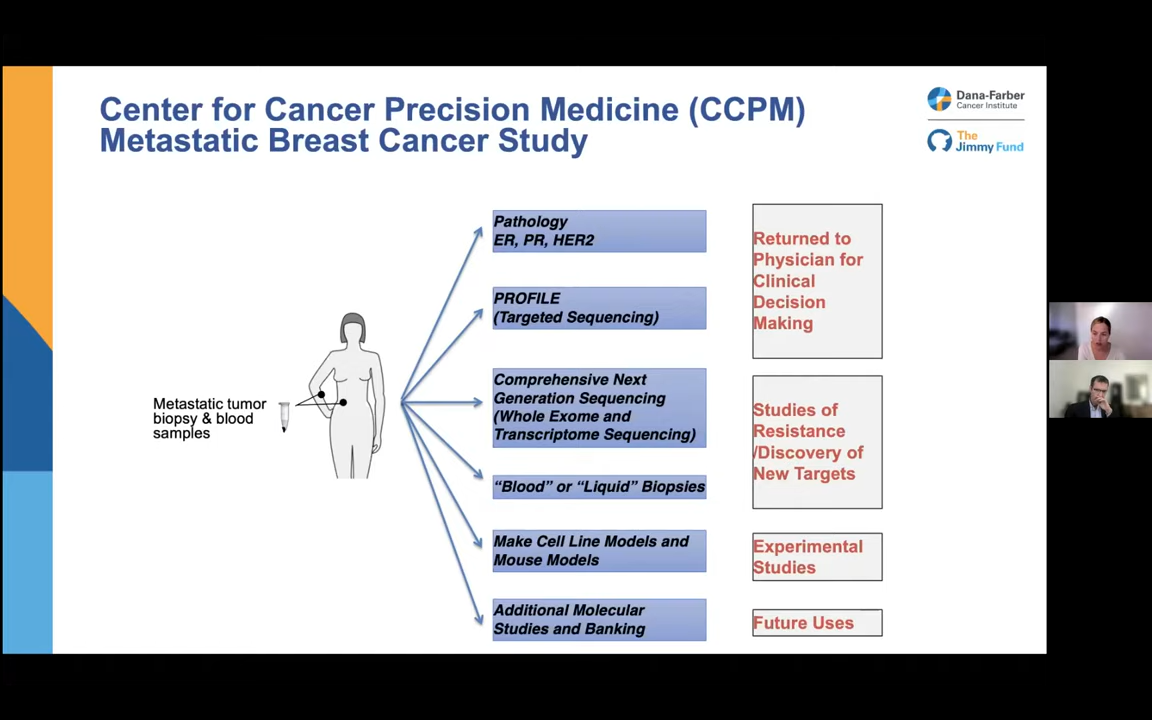 Center for Cancer Precision Medicine (CCPM)
Metastatic Breast Cancer Study
Dana-Farber
Cancer Institute
The
Jimmy Fund
Metastatic tumor
biopsy & blood
samples
Pathology
ER, PR, HER2
PROFILE
(Targeted Sequencing)
Comprehensive Next
Generation Sequencing
(Whole Exome and
Transcriptome Sequencing)
“Blood” or “Liquid” Biopsies
Make Cell Line Models and
Mouse Models
Additional Molecular
Studies and Banking
Returned to
Physician for
Clinical
Decision
Making
Studies of
Resistance
/Discovery of
New Targets
Experimental
Studies
Future Uses